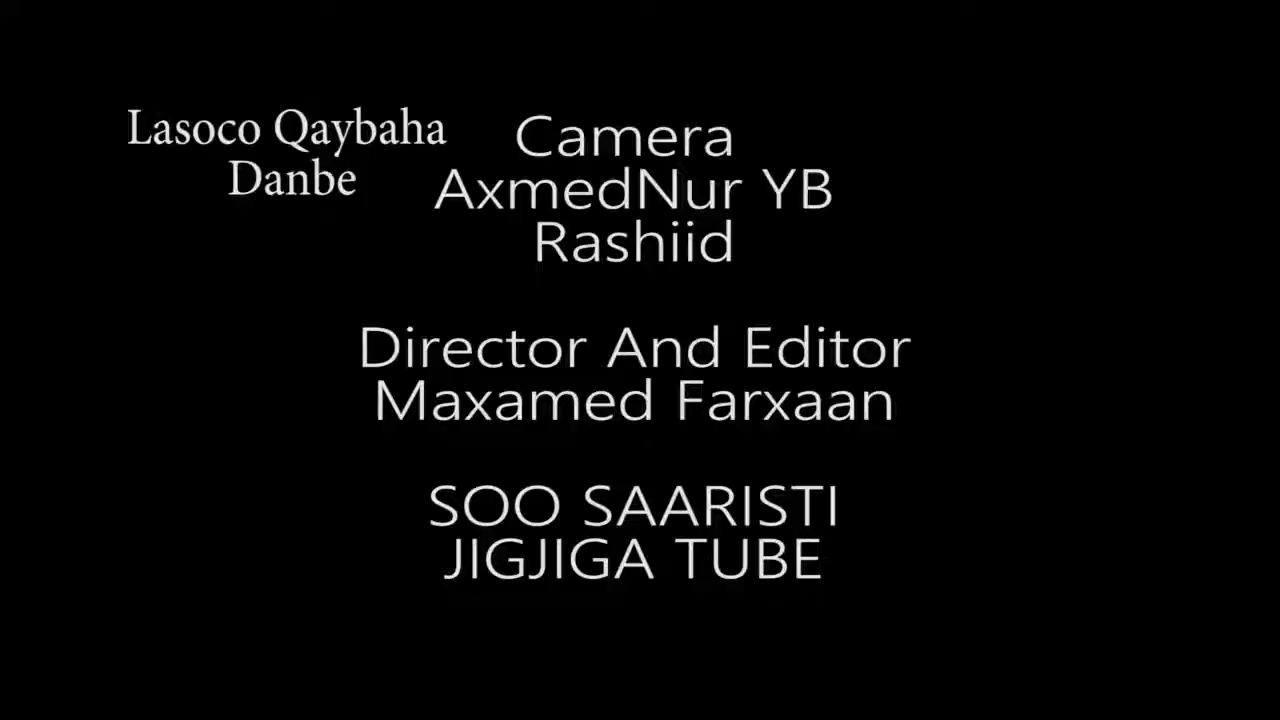 Lasoco Qaybaha
Danbe
Camera
AxmedNur YB
Rashiid
Director And Editor
Maxamed Farxaan
SOO SAARISTI
JIGJIGA TUBE